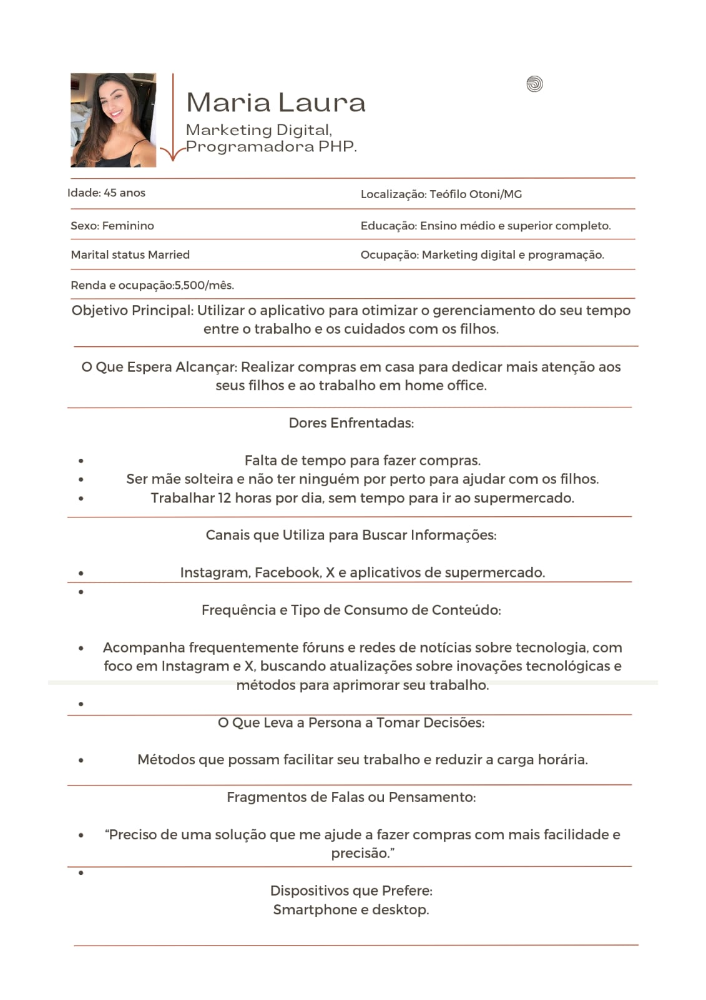 Maria Laura
Marketing Digital,
Programadora PHP.
Idade: 45 anos
Localização: Teófilo Otoni/MG
Sexo: Feminino
Educação: Ensino médio e superior completo.
Marital status Married
Ocupação: Marketing digital e programação.
Renda e ocupação:5,500/mês.
Objetivo Principal: Utilizar o aplicativo para otimizar o gerenciamento do seu tempo
entre o trabalho e os cuidados com os filhos.
O Que Espera Alcançar: Realizar compras em casa para dedicar mais atenção aos
seus filhos e ao trabalho em home office.
Dores Enfrentadas:
• Falta de tempo para fazer compras.
• Ser mãe solteira e não ter ninguém por perto para ajudar com os filhos.
• Trabalhar 12 horas por dia, sem tempo para ir ao supermercado.
Canais que Utiliza para Buscar Informações:
• Instagram, Facebook, X e aplicativos de supermercado.
•
Frequência e Tipo de Consumo de Conteúdo:
• Acompanha frequentemente fóruns e redes de notícias sobre tecnologia, com
foco em Instagram e X, buscando atualizações sobre inovações tecnológicas e
métodos para aprimorar seu trabalho.
•
O Que Leva a Persona a Tomar Decisões:
• Métodos que possam facilitar seu trabalho e reduzir a carga horária.
Fragmentos de Falas ou Pensamento:
• “Preciso de uma solução que me ajude a fazer compras com mais facilidade e
precisão.”
•
Dispositivos que Prefere:
Smartphone e desktop.